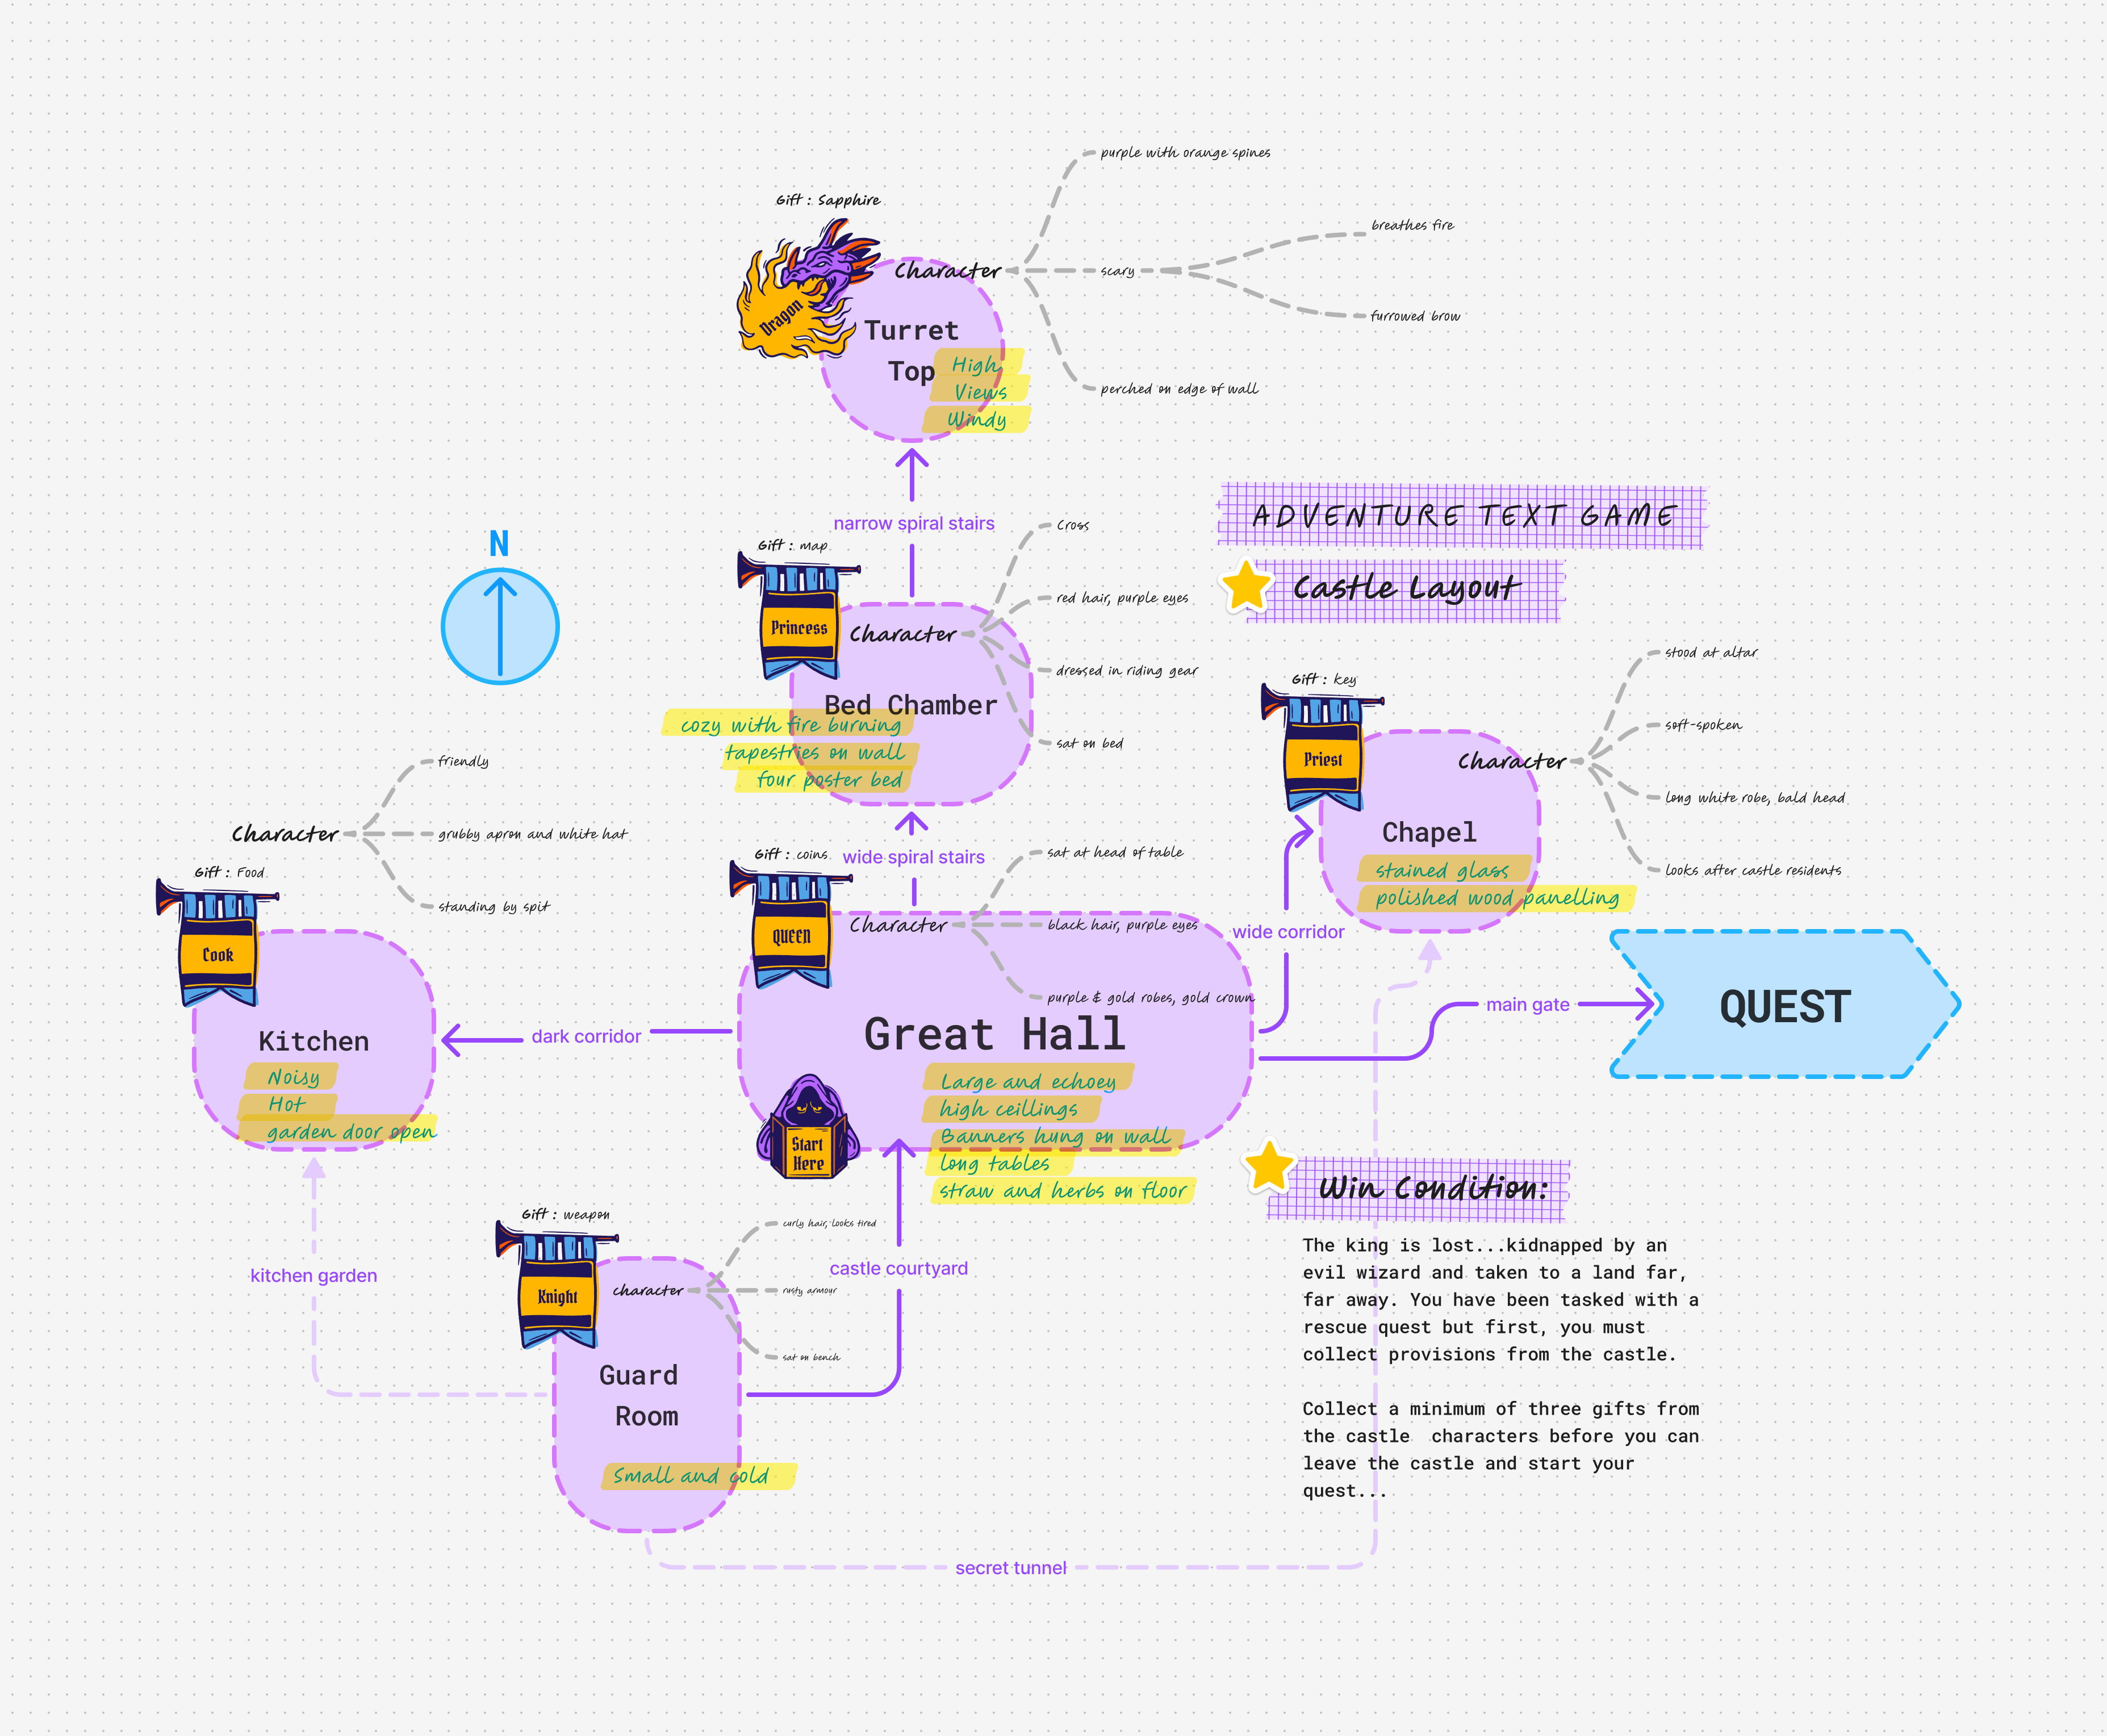 purple with orange spines
Gift : Sapphire
breathes fire
Character
scary
Dragon
furrowed brow
Turret
Top
High
Views
Windy
perched on edge of wall
narrow spiral stairs
ADVENTURE TEXT GAME
Castle Layout
N
Gift : map
Cross
red hair, purple eyes
Princess
Character
dressed in riding gear
sat on bed
Bed Chamber
cozy with fire burning
tapestries on wall
four poster bed
Gift : key
stood at altar
soft-spoken
Priest
Character
long white robe, bald head
looks after castle residents
Chapel
stained glass
polished wood panelling
friendly
Character
grubby apron and white hat
standing by spit
Gift : Food
Cook
Kitchen
Noisy
Hot
garden door open
dark corridor
wide spiral stairs
Gift : coins
sat at head of table
QUEEN
Character
black hair, purple eyes
purple & gold robes, gold crown
Great Hall
Large and echoey
high ceillings
Banners hung on wall
long tables
straw and herbs on floor
Start
Here
wide corridor
main gate
QUEST
kitchen garden
Gift : weapon
curly hair, looks tired
Knight
Character
rusty armour
sat on bench
Guard
Room
Small and cold
castle courtyard
secret tunnel
Win Condition:
The king is lost...kidnapped by an
evil wizard and taken to a land far,
far away. You have been tasked with a
rescue quest but first, you must
collect provisions from the castle.
Collect a minimum of three gifts from
the castle  characters before you can
leave the castle and start your
quest...